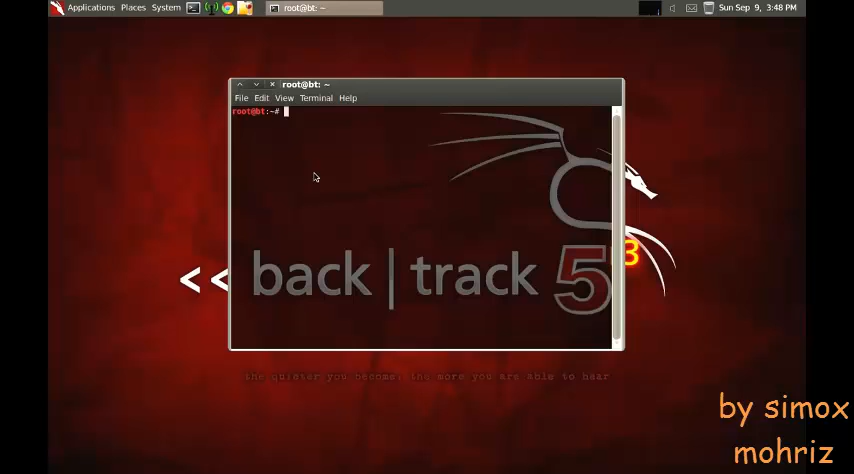 Applications Places System root@bt: ~ Sun Sep 9, 3:48 PM
root@bt: ~
File Edit View Terminal Help
root@bt:~#
<< back | track 5 3
the quieter you become, the more you are able to hear
by simox
mohriz